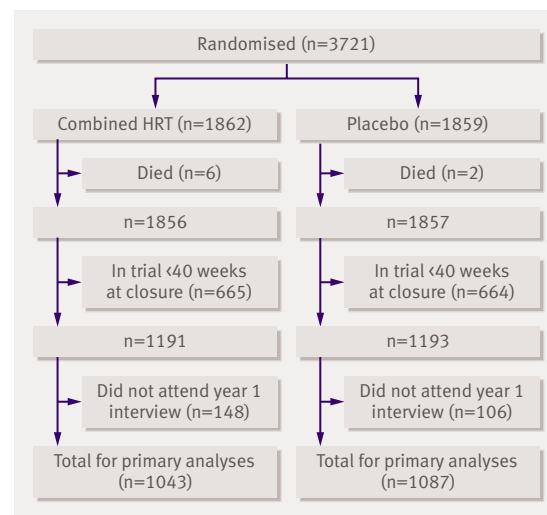 Randomised (n=3721)
Combined HRT (n=1862)
Placebo (n=1859)
Died (n=6)
Died (n=2)
n=1856
n=1857
In trial <40 weeks
at closure (n=665)
In trial <40 weeks
at closure (n=664)
n=1191
n=1193
Did not attend year 1
interview (n=148)
Did not attend year 1
interview (n=106)
Total for primary analyses
(n=1043)
Total for primary analyses
(n=1087)